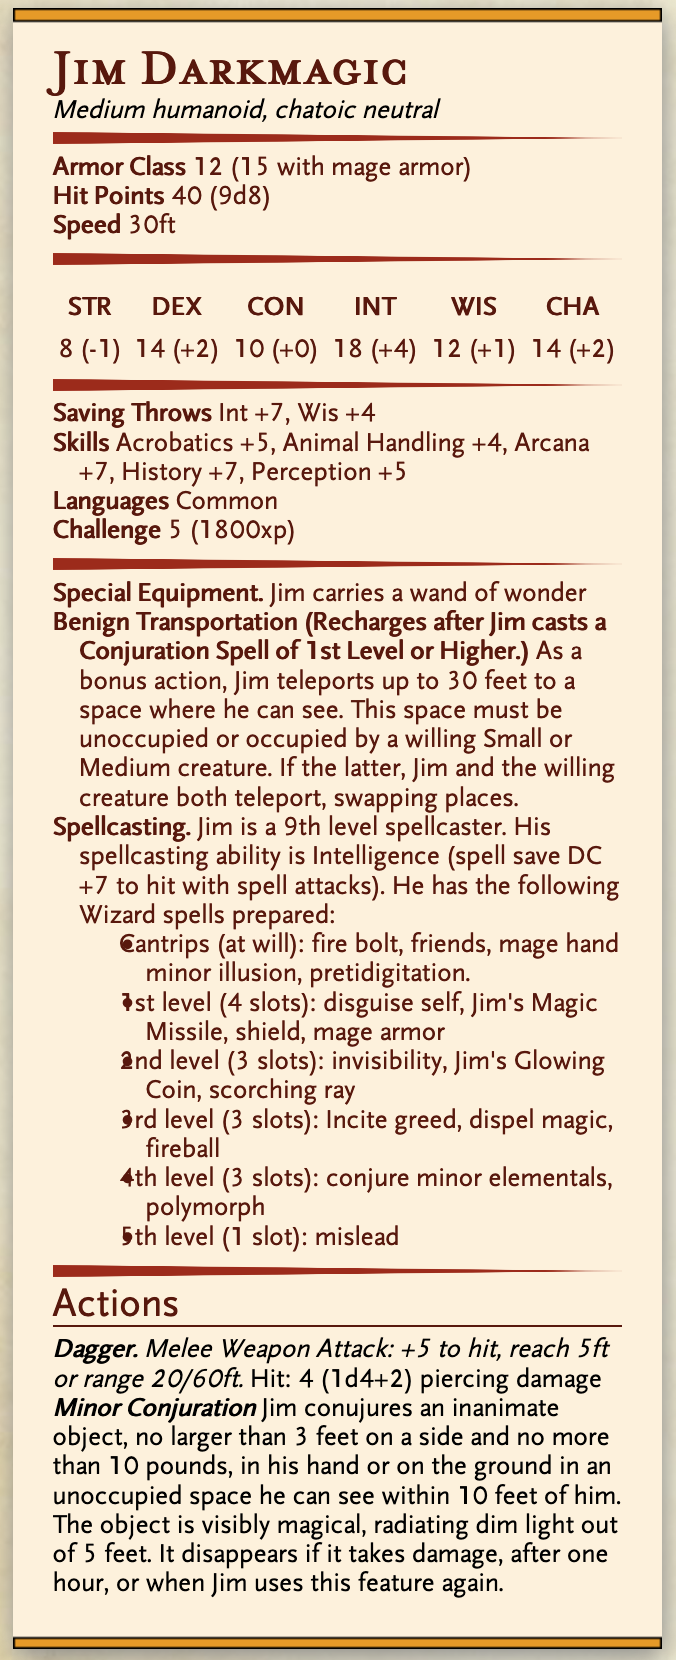 Jim Darkmagic
Medium humanoid, chatoic neutral
Armor Class 12 (15 with mage armor)
Hit Points 40 (9d8)
Speed 30ft
STR DEX CON INT WIS CHA
8 (-1) 14 (+2) 10 (+0) 18 (+4) 12 (+1) 14 (+2)
Saving Throws Int +7, Wis +4
Skills Acrobatics +5, Animal Handling +4, Arcana
+7, History +7, Perception +5
Languages Common
Challenge 5 (1800xp)
Special Equipment. Jim carries a wand of wonder
Benign Transportation (Recharges after Jim casts a
Conjuration Spell of 1st Level or Higher.) As a
bonus action, Jim teleports up to 30 feet to a
space where he can see. This space must be
unoccupied or occupied by a willing Small or
Medium creature. If the latter, Jim and the willing
creature both teleport, swapping places.
Spellcasting. Jim is a 9th level spellcaster. His
spellcasting ability is Intelligence (spell save DC
+7 to hit with spell attacks). He has the following
Wizard spells prepared:
Cantrips (at will): fire bolt, friends, mage hand
minor illusion, pretidigitation.
1st level (4 slots): disguise self, Jim's Magic
Missile, shield, mage armor
2nd level (3 slots): invisibility, Jim's Glowing
Coin, scorching ray
3rd level (3 slots): Incite greed, dispel magic,
fireball
4th level (3 slots): conjure minor elementals,
polymorph
5th level (1 slot): mislead
Actions
Dagger. Melee Weapon Attack: +5 to hit, reach 5ft
or range 20/60ft. Hit: 4 (1d4+2) piercing damage
Minor Conjuration Jim conujures an inanimate
object, no larger than 3 feet on a side and no more
than 10 pounds, in his hand or on the ground in an
unoccupied space he can see within 10 feet of him.
The object is visibly magical, radiating dim light out
of 5 feet. It disappears if it takes damage, after one
hour, or when Jim uses this feature again.